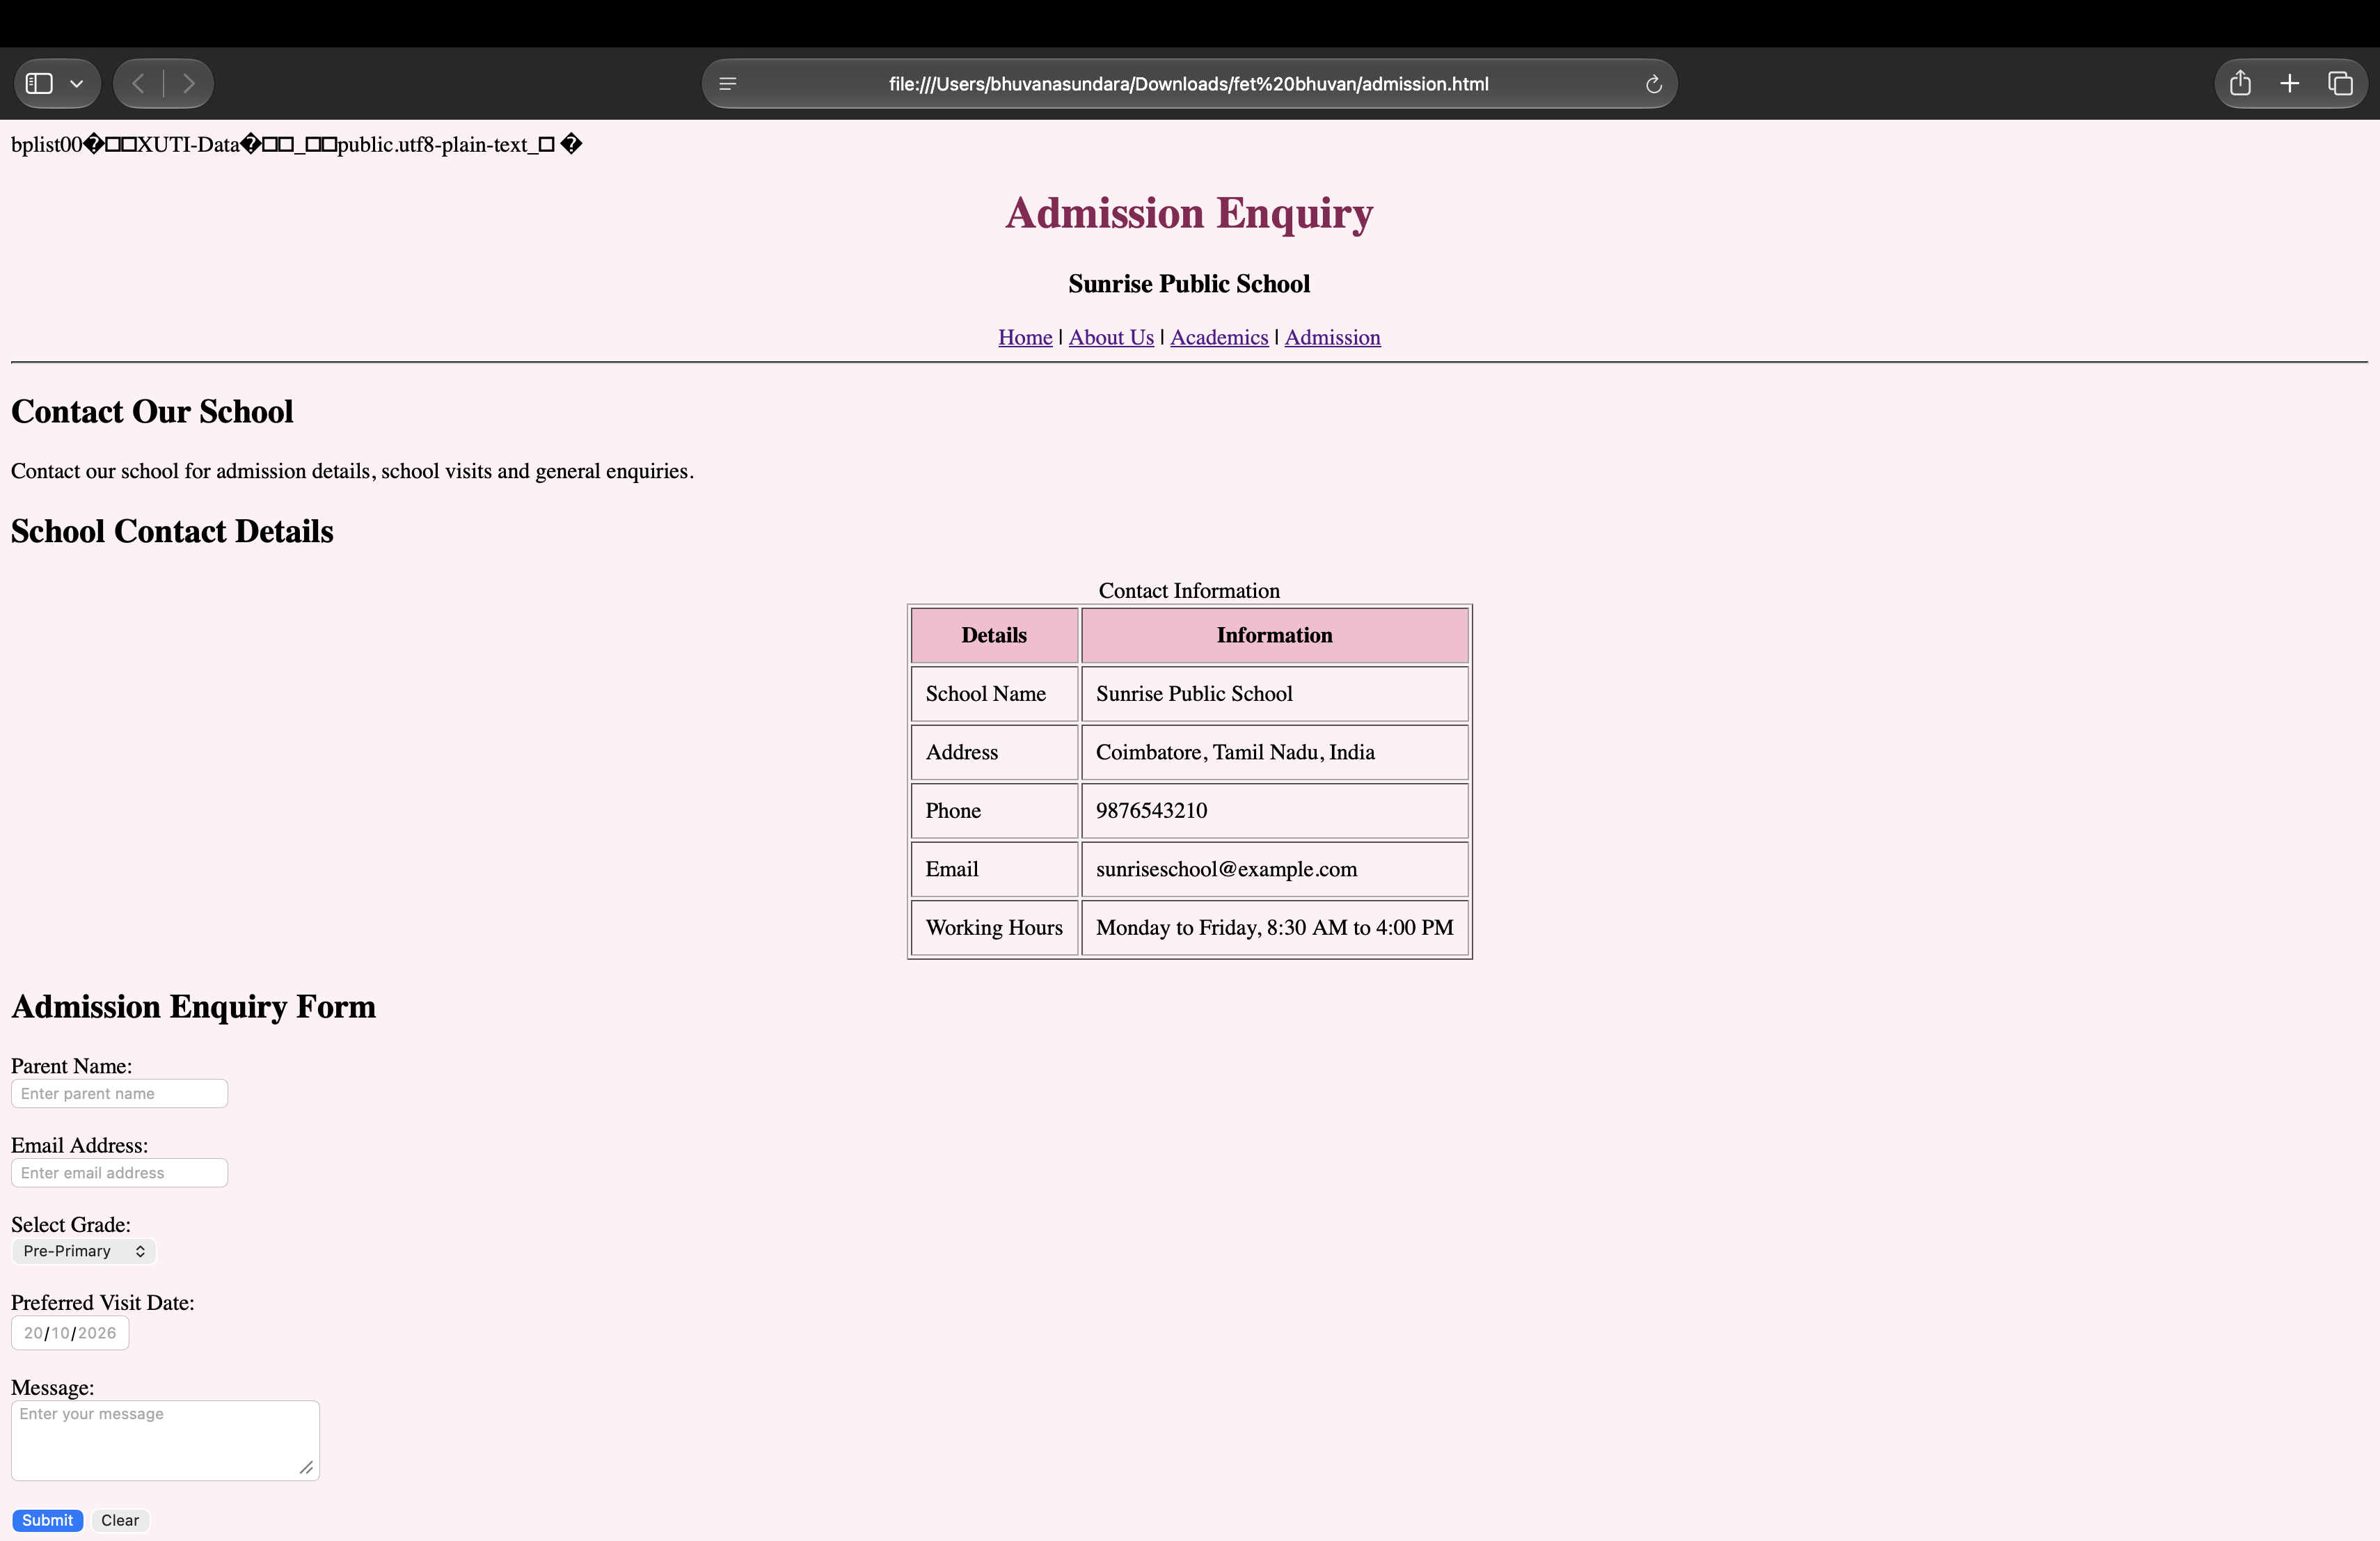 file:///Users/bhuvanasundara/Downloads/fet%20bhuvan/admission.html
bplist00�□□XUTI-Data�□□_□□public.utf8-plain-text_□ �
Admission Enquiry
Sunrise Public School
Home | About Us | Academics | Admission
Contact Our School
Contact our school for admission details, school visits and general enquiries.
School Contact Details
Contact Information
Details Information
School Name Sunrise Public School
Address Coimbatore, Tamil Nadu, India
Phone 9876543210
Email sunriseschool@example.com
Working Hours Monday to Friday, 8:30 AM to 4:00 PM
Admission Enquiry Form
Parent Name:
Enter parent name
Email Address:
Enter email address
Select Grade:
Pre-Primary
Preferred Visit Date:
20/10/2026
Message:
Enter your message
Submit Clear